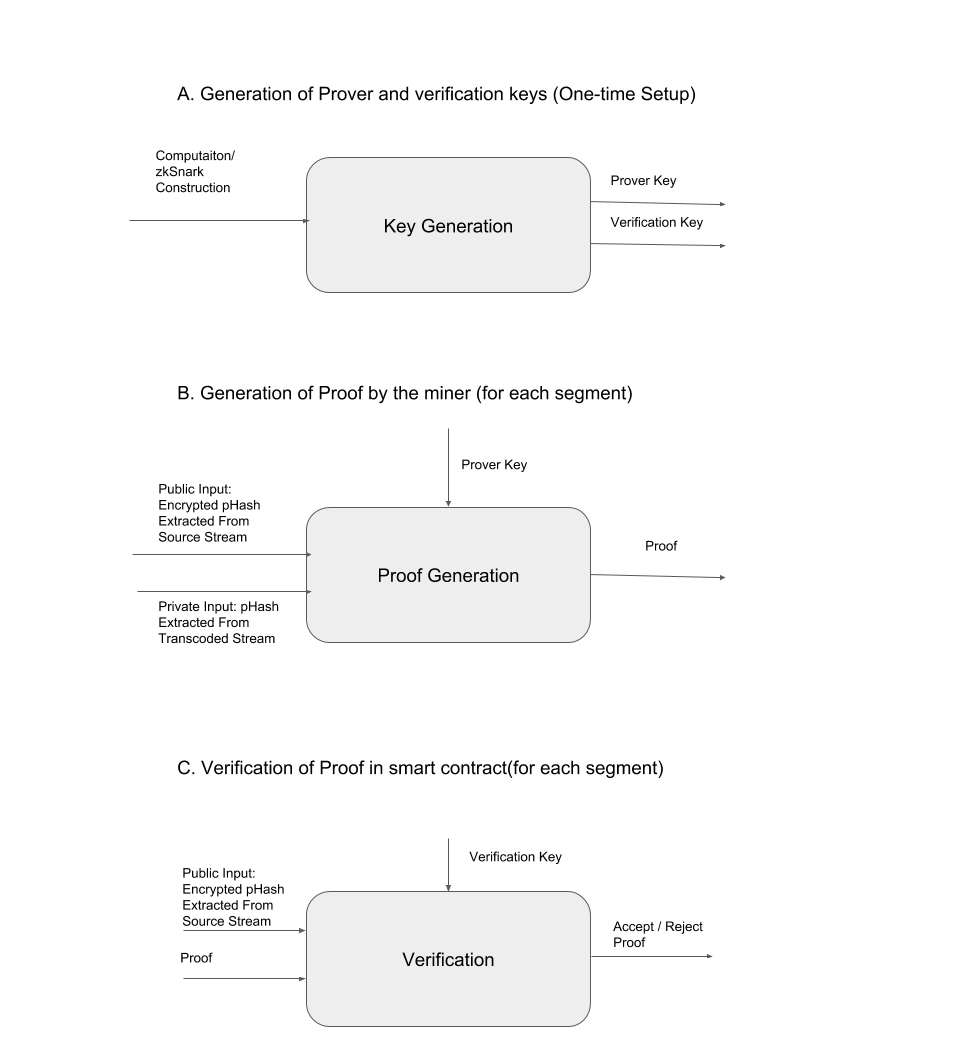 A. Generation of Prover and verification keys (One-time Setup)
Computaiton/
zkSnark
Construction
Key Generation
Prover Key
Verification Key
B. Generation of Proof by the miner (for each segment)
Prover Key
Public Input:
Encrypted pHash
Extracted From
Source Stream
Proof Generation
Proof
Private Input: pHash
Extracted From
Transcoded Stream
C. Verification of Proof in smart contract(for each segment)
Verification Key
Public Input:
Encrypted pHash
Extracted From
Source Stream
Proof
Verification
Accept / Reject
Proof